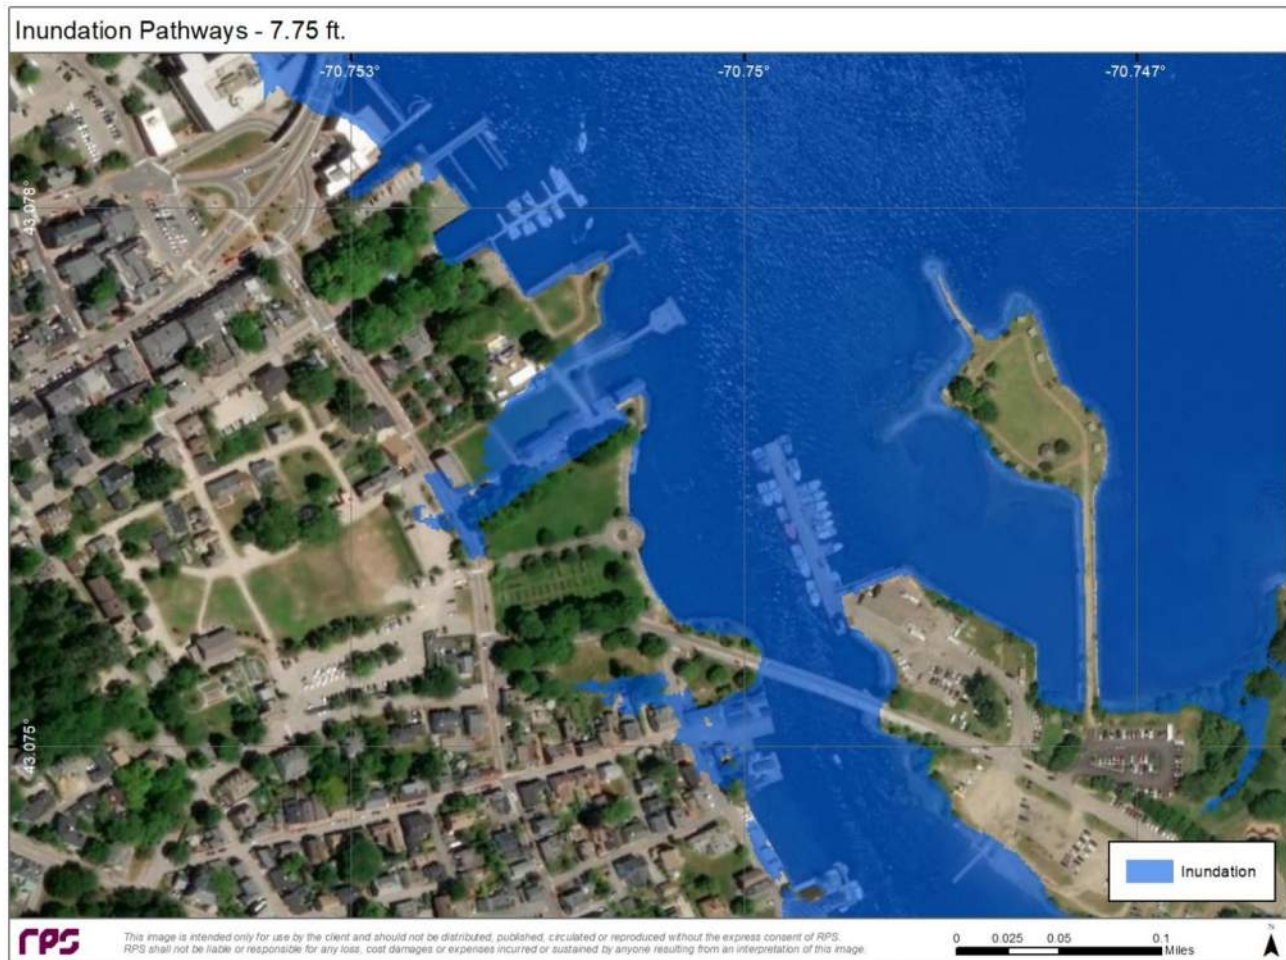 Inundation Pathways - 7.75 ft.
-70.753° -70.75° -70.747°
43.078°
43.075°
Inundation
rps
This image is intended only for use by the client and should not be distributed, published, circulated or reproduced without the express consent of RPS.
RPS shall not be liable or responsible for any loss, cost damages or expenses incurred or sustained by anyone resulting from an interpretation of this image.
0 0.025 0.05 0.1
Miles
N